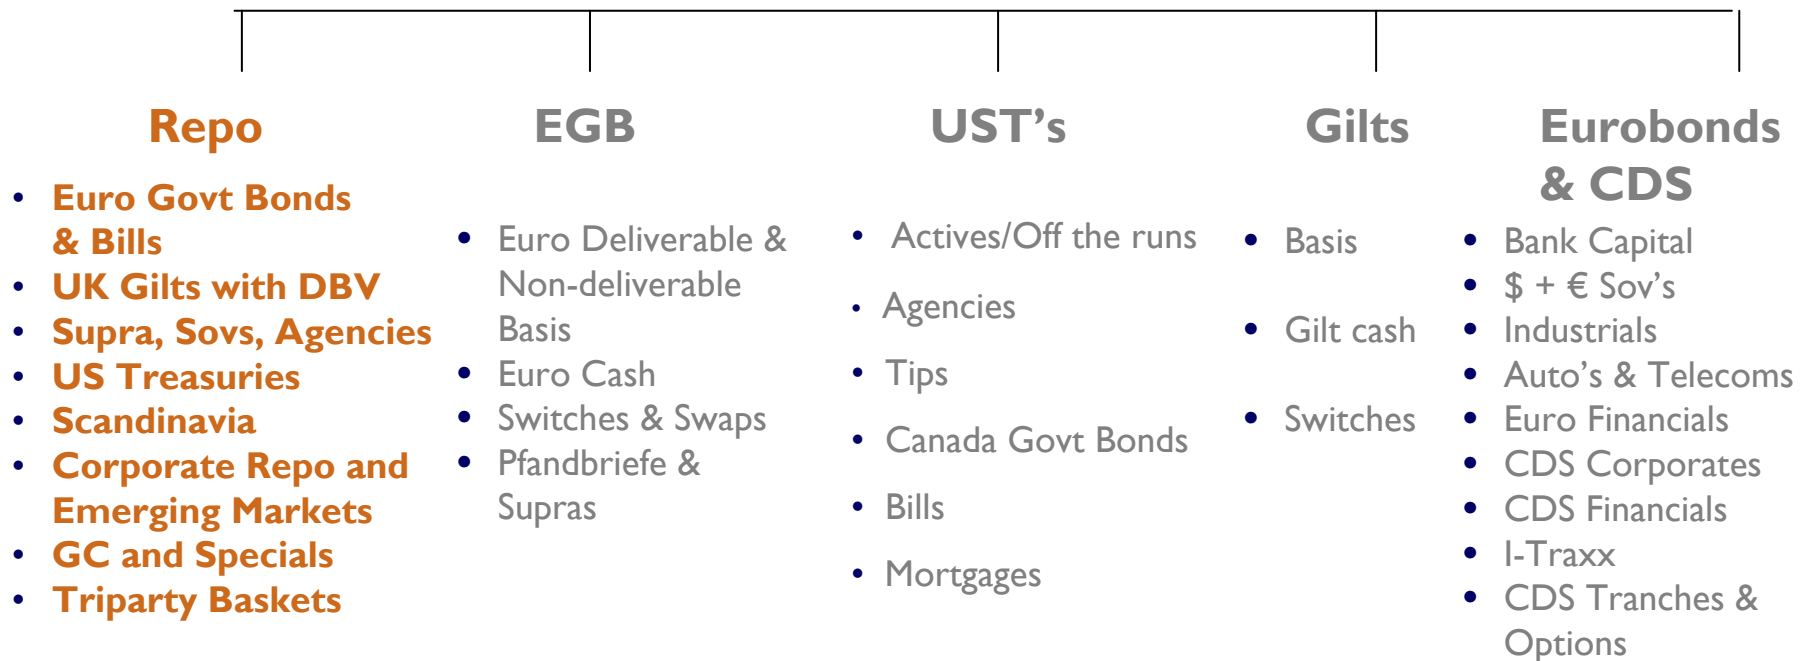 Repo
• Euro Govt Bonds
& Bills
• UK Gilts with DBV
• Supra, Sovs, Agencies
• US Treasuries
• Scandinavia
• Corporate Repo and
Emerging Markets
• GC and Specials
• Triparty Baskets
EGB
• Euro Deliverable &
Non-deliverable
Basis
• Euro Cash
• Switches & Swaps
• Pfandbriefe &
Supras
UST’s
• Actives/Off the runs
• Agencies
• Tips
• Canada Govt Bonds
• Bills
• Mortgages
Gilts
• Basis
• Gilt cash
• Switches
Eurobonds
& CDS
• Bank Capital
• $ + € Sov’s
• Industrials
• Auto’s & Telecoms
• Euro Financials
• CDS Corporates
• CDS Financials
• I-Traxx
• CDS Tranches &
Options